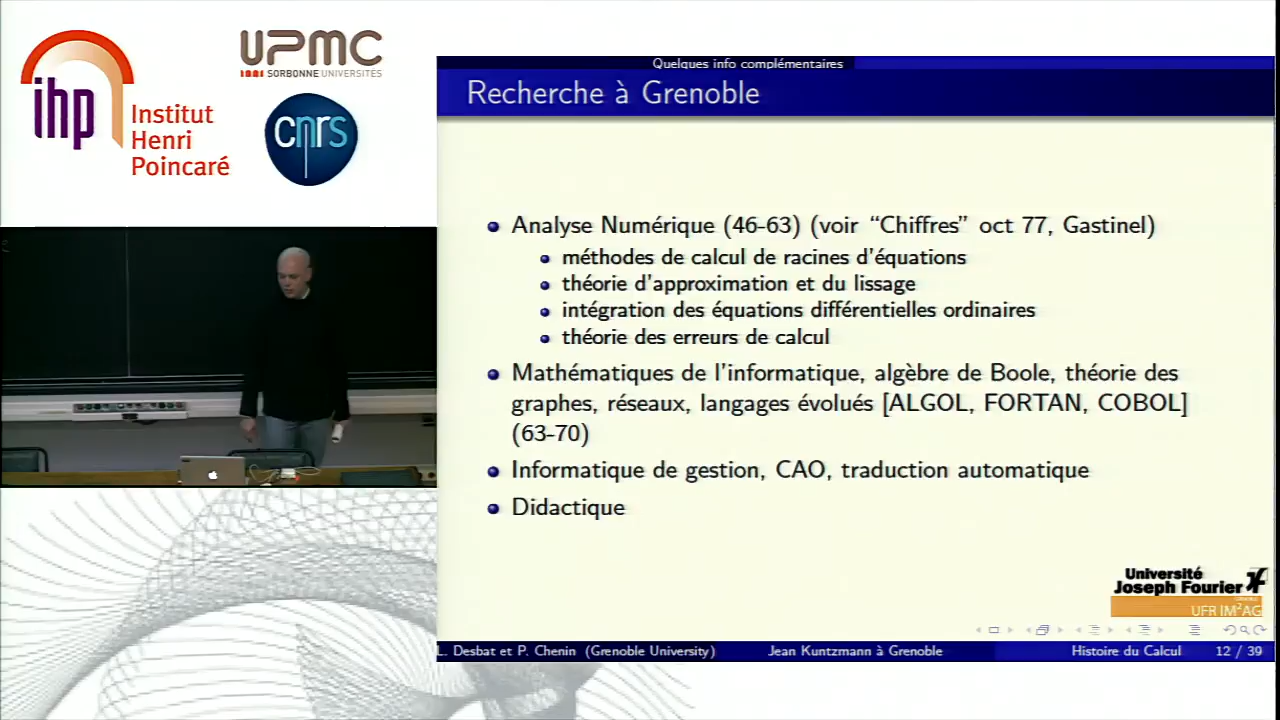 ihp
Institut
Henri
Poincaré
UPMC
SORBONNE UNIVERSITÉS
cnrs
Quelques info complémentaires
Recherche à Grenoble
Analyse Numérique (46-63) (voir “Chiffres” oct 77, Gastinel)
méthodes de calcul de racines d'équations
théorie d'approximation et du lissage
intégration des équations différentielles ordinaires
théorie des erreurs de calcul
Mathématiques de l'informatique, algèbre de Boole, théorie des
graphes, réseaux, langages évolués [ALGOL, FORTAN, COBOL]
(63-70)
Informatique de gestion, CAO, traduction automatique
Didactique
Université
Joseph Fourier
UFR IM²AG
L. Desbat et P. Chenin (Grenoble University)
Jean Kuntzmann à Grenoble
Histoire du Calcul
12 / 39